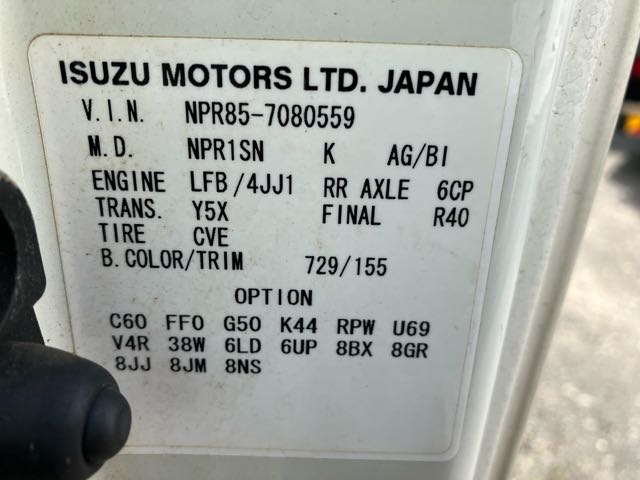 ISUZU MOTORS LTD. JAPAN
V.I.N. NPR85-7080559
M.D. NPR1SN K AG/BI
ENGINE LFB/4JJ1 RR AXLE 6CP
TRANS. Y5X FINAL R40
TIRE CVE
B.COLOR/TRIM 729/155
OPTION
C60 FF0 G50 K44 RPW U69
V4R 38W 6LD 6UP 8BX 8GR
8JJ 8JM 8NS